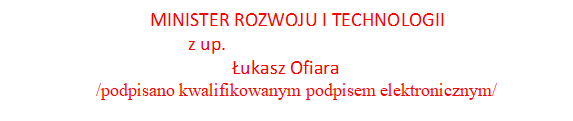 MINISTER ROZWOJU I TECHNOLOGII
z up.
Łukasz Ofiara
/podpisano kwalifikowanym podpisem elektronicznym/